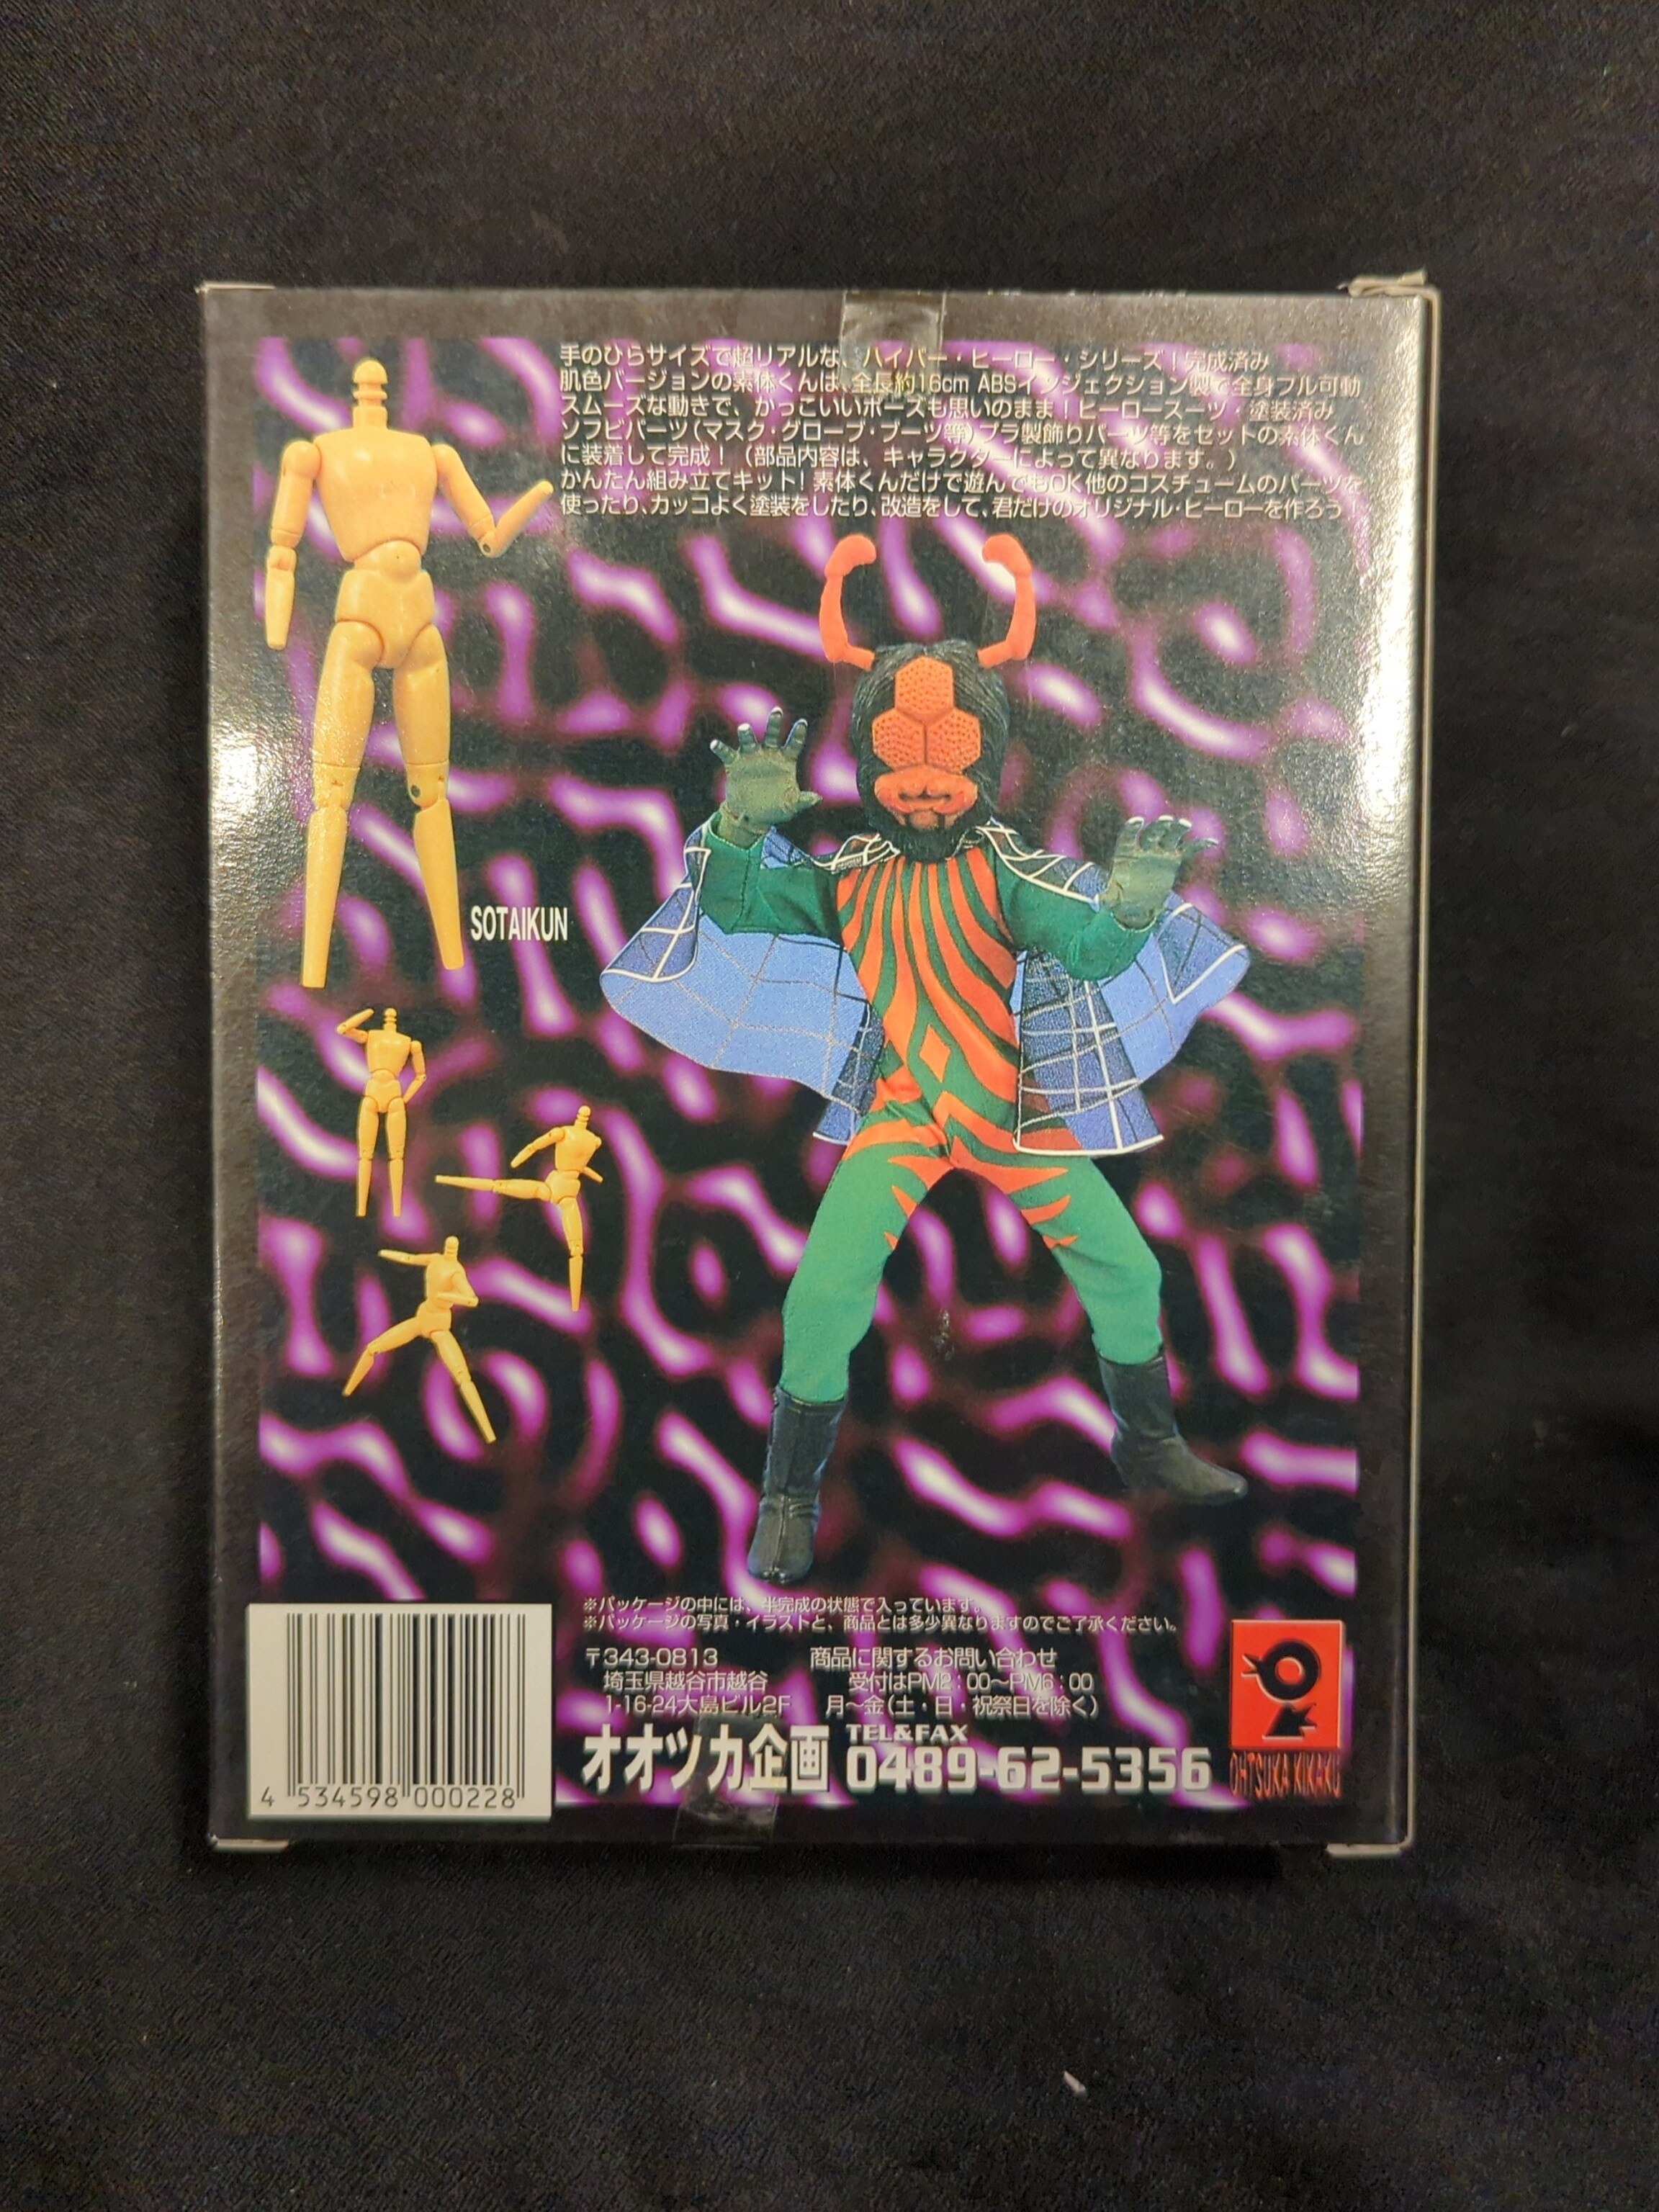 手のひらサイズで超リアルな、ハイパー・ヒーロー・シリーズ！完成済み
肌色バージョンの素体くんは、全長約16cm ABSインジェクション製で全身フル可動
スムーズな動きで、かっこいいポーズも思いのまま！ヒーロースーツ・塗装済み
ソフビパーツ(マスク・グローブ・ブーツ等)プラ製飾りパーツ等をセットの素体くん
に装着して完成！（部品内容は、キャラクターによって異なります。）
かんたん組み立てキット！素体くんだけで遊んでもOK他のコスチュームのパーツを
使ったり、カッコよく塗装をしたり、改造をして、君だけのオリジナル・ヒーローを作ろう！
SOTAIKUN
※パッケージの中には、半完成の状態で入っています。
※パッケージの写真・イラストと、商品とは多少異なりますのでご了承ください。
〒343-0813 商品に関するお問い合わせ
埼玉県越谷市越谷 受付はPM2：00〜PM6：00
1-16-24大島ビル2F 月〜金(土・日・祝祭日を除く)
TEL&FAX
オオツカ企画 0489-62-5356
OHTSUKA KIKAKU
4 534598 000228